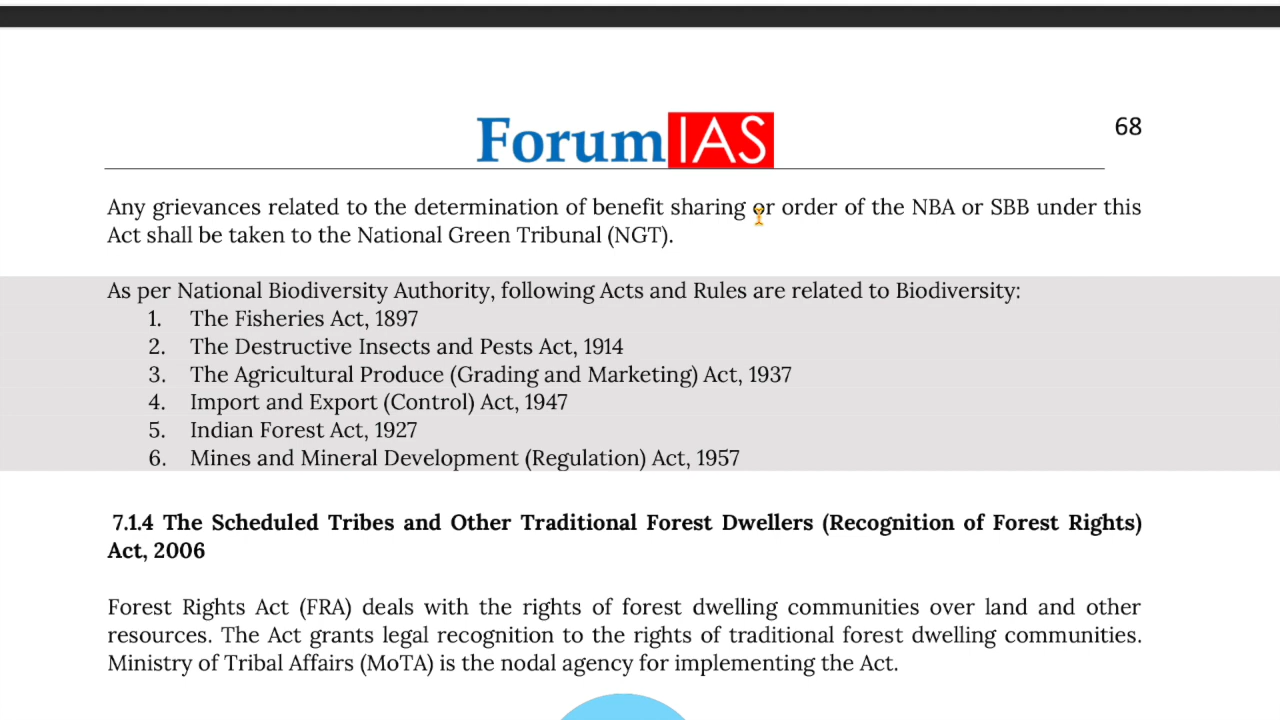 ForumIAS
68
Any grievances related to the determination of benefit sharing or order of the NBA or SBB under this
Act shall be taken to the National Green Tribunal (NGT).
As per National Biodiversity Authority, following Acts and Rules are related to Biodiversity:
1. The Fisheries Act, 1897
2. The Destructive Insects and Pests Act, 1914
3. The Agricultural Produce (Grading and Marketing) Act, 1937
4. Import and Export (Control) Act, 1947
5. Indian Forest Act, 1927
6. Mines and Mineral Development (Regulation) Act, 1957
7.1.4 The Scheduled Tribes and Other Traditional Forest Dwellers (Recognition of Forest Rights)
Act, 2006
Forest Rights Act (FRA) deals with the rights of forest dwelling communities over land and other
resources. The Act grants legal recognition to the rights of traditional forest dwelling communities.
Ministry of Tribal Affairs (MoTA) is the nodal agency for implementing the Act.